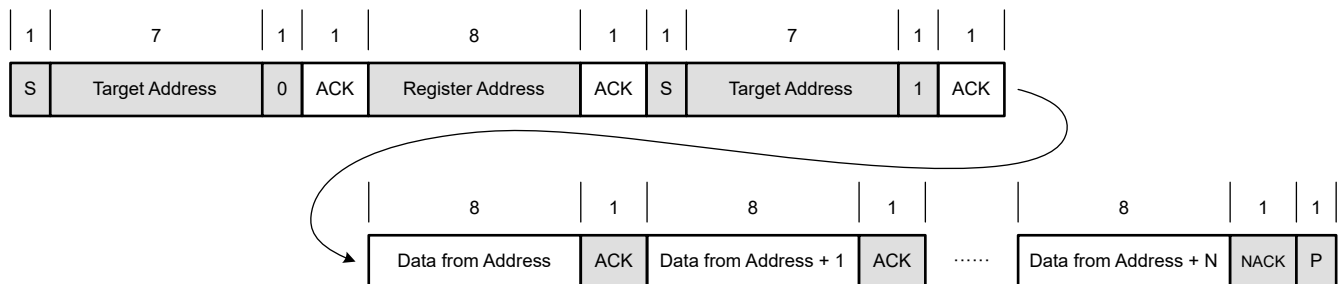 1 7 1 1 8 1 1 7 1 1
S Target Address 0 ACK Register Address ACK S Target Address 1 ACK
8 1 8 1 8 1 1
Data from Address ACK Data from Address + 1 ACK ...... Data from Address + N NACK P